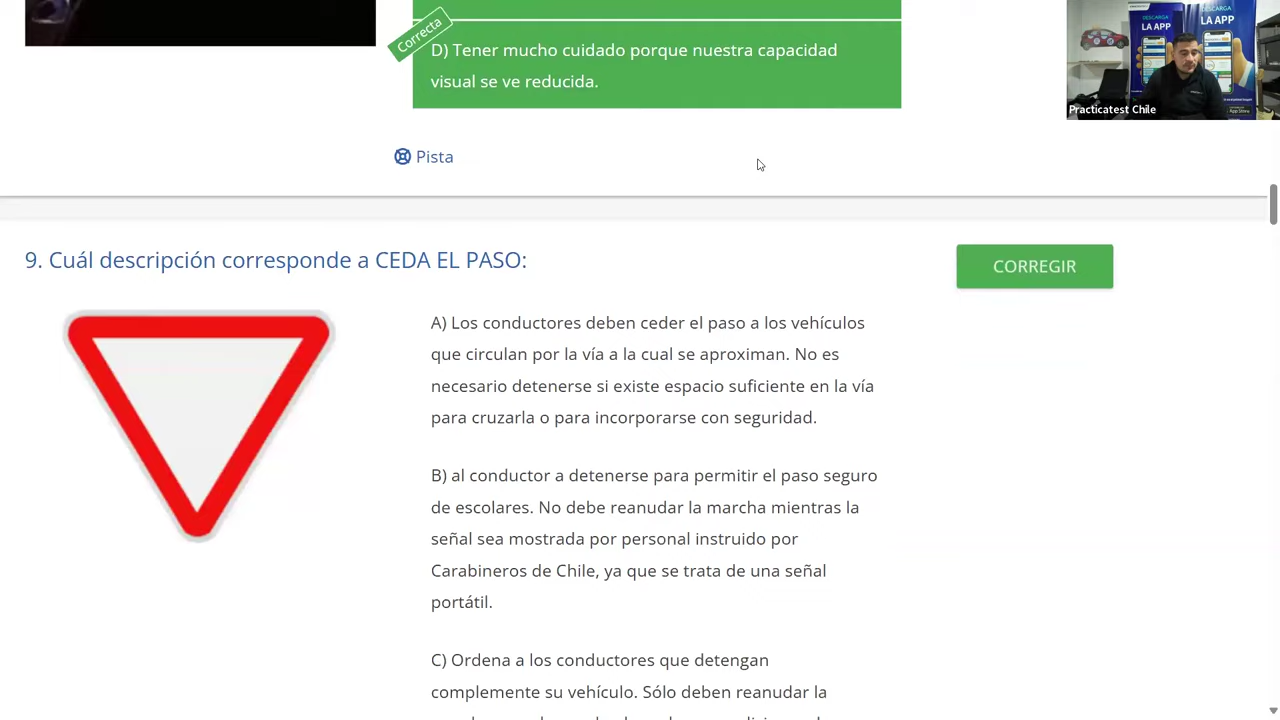 Correcta
D) Tener mucho cuidado porque nuestra capacidad
visual se ve reducida.
DESCARGA
LA APP
DESCARGA
LA APP
Practicatest Chile
Pista
9. Cuál descripción corresponde a CEDA EL PASO:
CORREGIR
A) Los conductores deben ceder el paso a los vehículos
que circulan por la vía a la cual se aproximan. No es
necesario detenerse si existe espacio suficiente en la vía
para cruzarla o para incorporarse con seguridad.
B) al conductor a detenerse para permitir el paso seguro
de escolares. No debe reanudar la marcha mientras la
señal sea mostrada por personal instruido por
Carabineros de Chile, ya que se trata de una señal
portátil.
C) Ordena a los conductores que detengan
complemente su vehículo. Sólo deben reanudar la